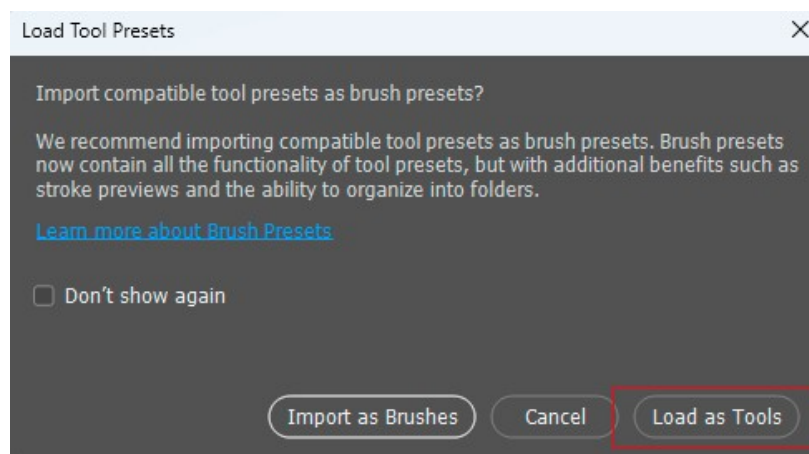 Load Tool Presets
Import compatible tool presets as brush presets?
We recommend importing compatible tool presets as brush presets. Brush presets
now contain all the functionality of tool presets, but with additional benefits such as
stroke previews and the ability to organize into folders.
Learn more about Brush Presets
Don't show again
Import as Brushes Cancel Load as Tools